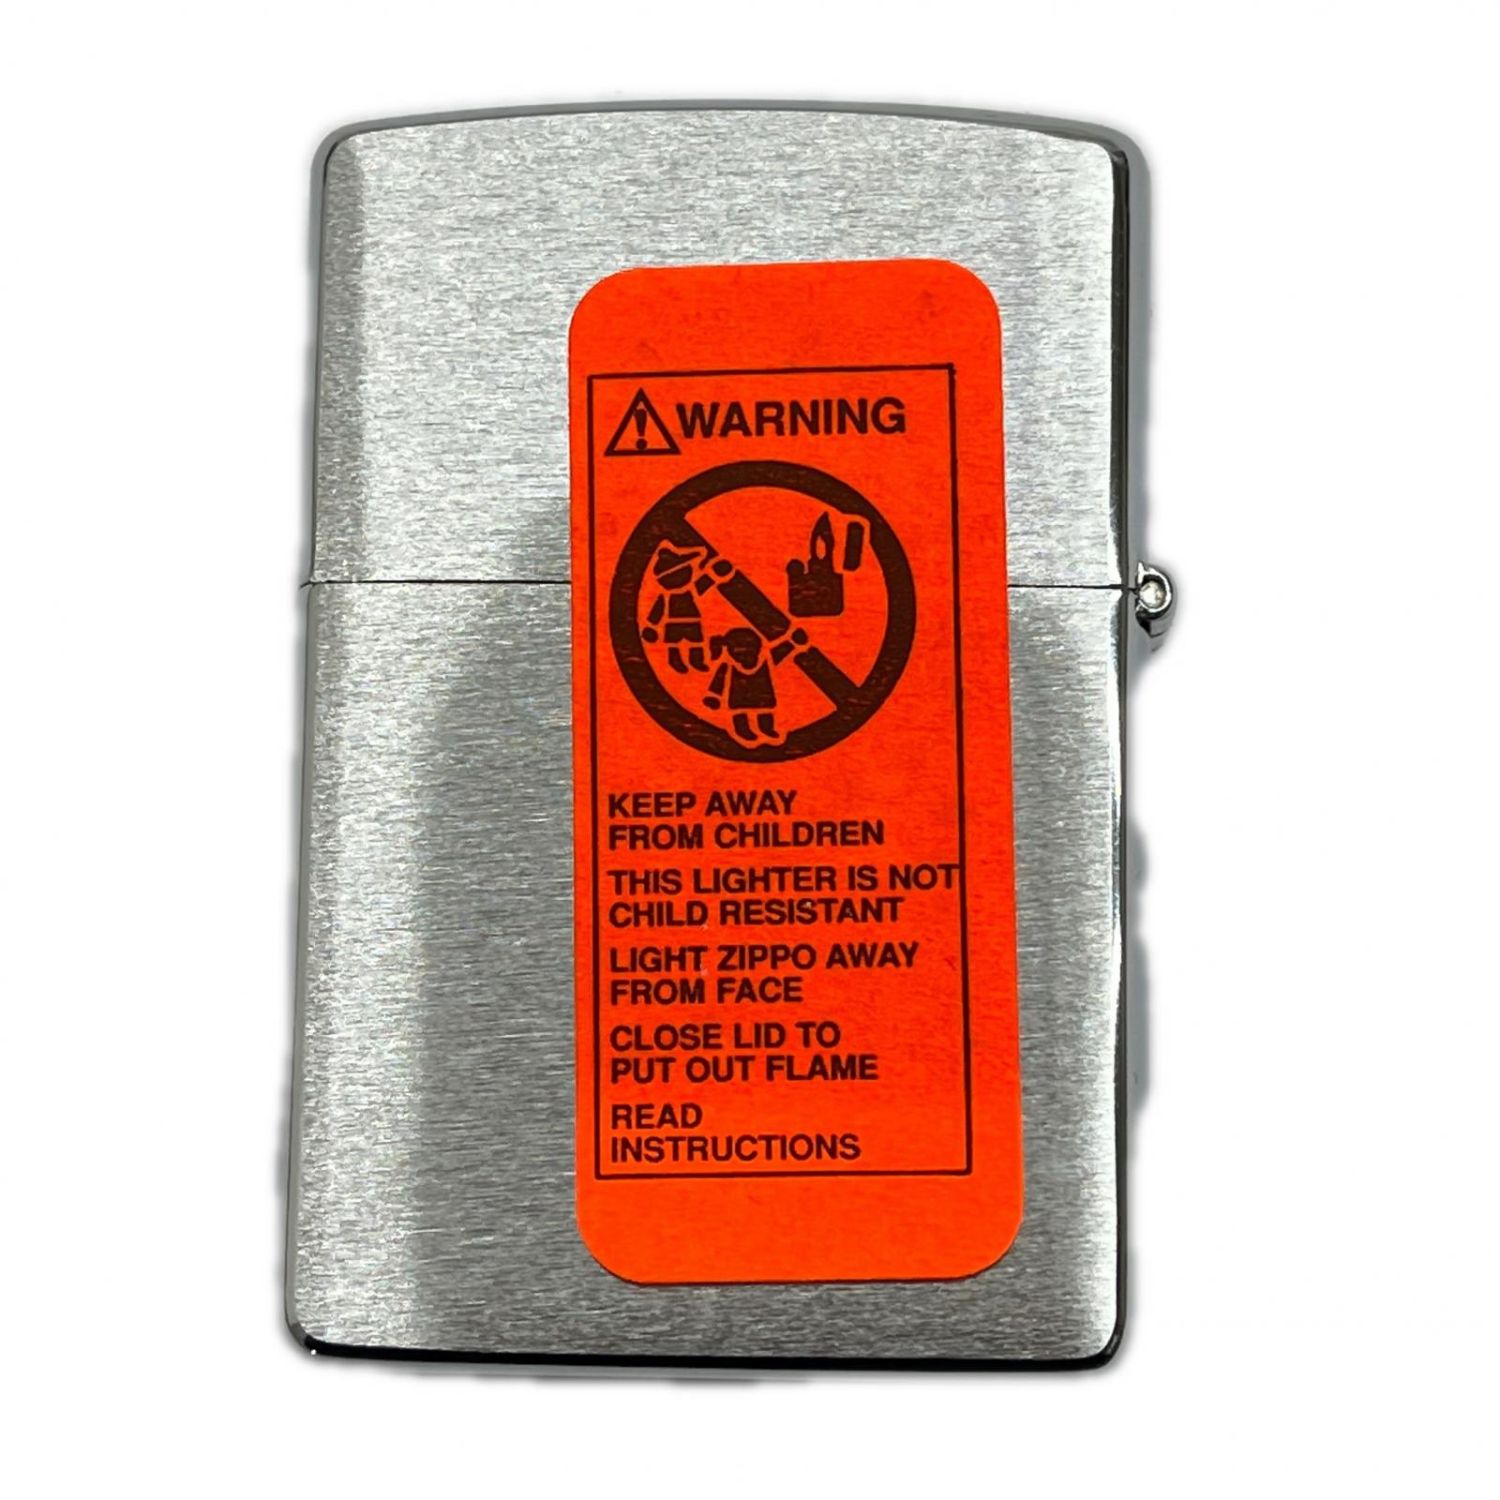 WARNING
KEEP AWAY
FROM CHILDREN
THIS LIGHTER IS NOT
CHILD RESISTANT
LIGHT ZIPPO AWAY
FROM FACE
CLOSE LID TO
PUT OUT FLAME
READ
INSTRUCTIONS